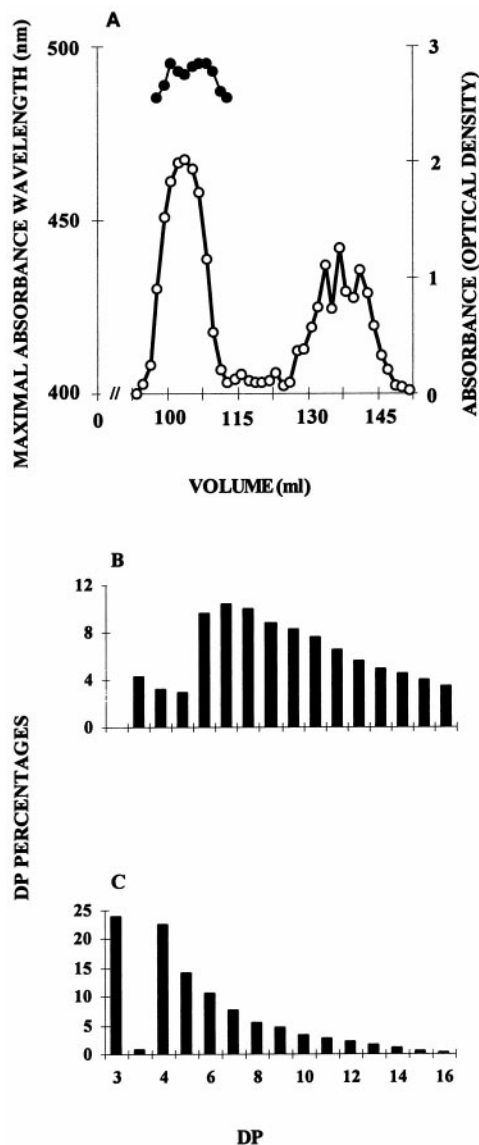 A
MAXIMAL ABSORBANCE WAVELENGTH (nm)
500
450
400
0
//
100 115 130 145
VOLUME (ml)
3
2
1
0
ABSORBANCE (OPTICAL DENSITY)
B
12
8
4
0
DP PERCENTAGES
C
25
20
15
10
5
0
3 4 6 8 10 12 14 16
DP